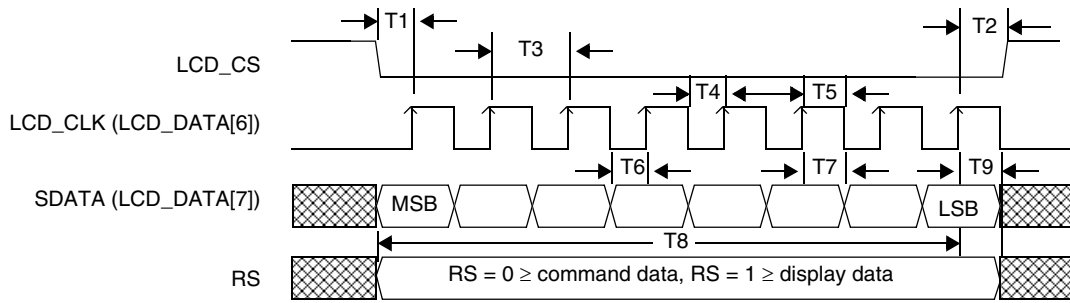 T1
T2
T3
LCD_CS
T4
T5
LCD_CLK (LCD_DATA[6])
T6
T7
T9
SDATA (LCD_DATA[7])
MSB
LSB
T8
RS
RS = 0 ≥ command data, RS = 1 ≥ display data